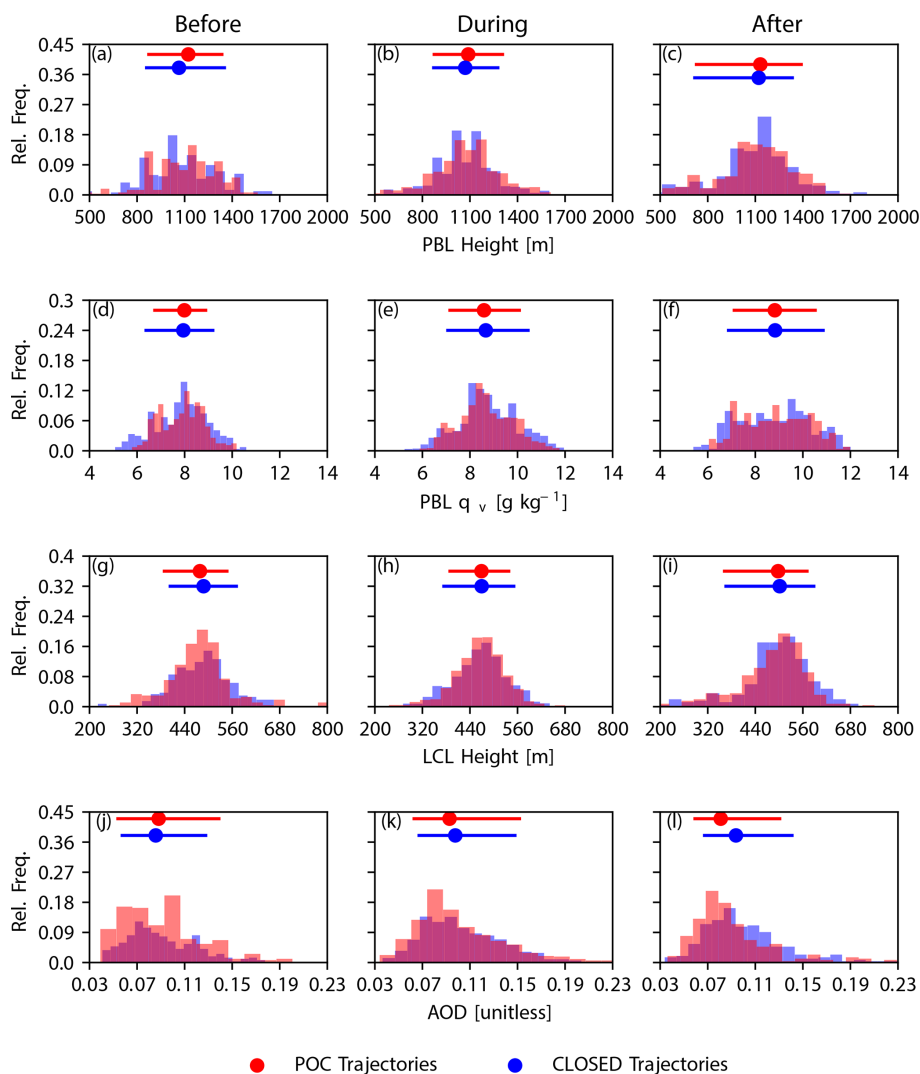 Before During After
0.45 (a) (b) (c)
0.36
0.27
0.18
0.09
0.0
Rel. Freq.
500 800 1100 1400 1700 2000 500 800 1100 1400 1700 2000 500 800 1100 1400 1700 2000
PBL Height [m]
0.3 (d) (e) (f)
0.24
0.18
0.12
0.06
0.0
Rel. Freq.
4 6 8 10 12 14 4 6 8 10 12 14 4 6 8 10 12 14
PBL q v [g kg−1]
0.4 (g) (h) (i)
0.32
0.24
0.16
0.08
0.0
Rel. Freq.
200 320 440 560 680 800 200 320 440 560 680 800 200 320 440 560 680 800
LCL Height [m]
0.45 (j) (k) (l)
0.36
0.27
0.18
0.09
0.0
Rel. Freq.
0.03 0.07 0.11 0.15 0.19 0.23 0.03 0.07 0.11 0.15 0.19 0.23 0.03 0.07 0.11 0.15 0.19 0.23
AOD [unitless]
POC Trajectories CLOSED Trajectories